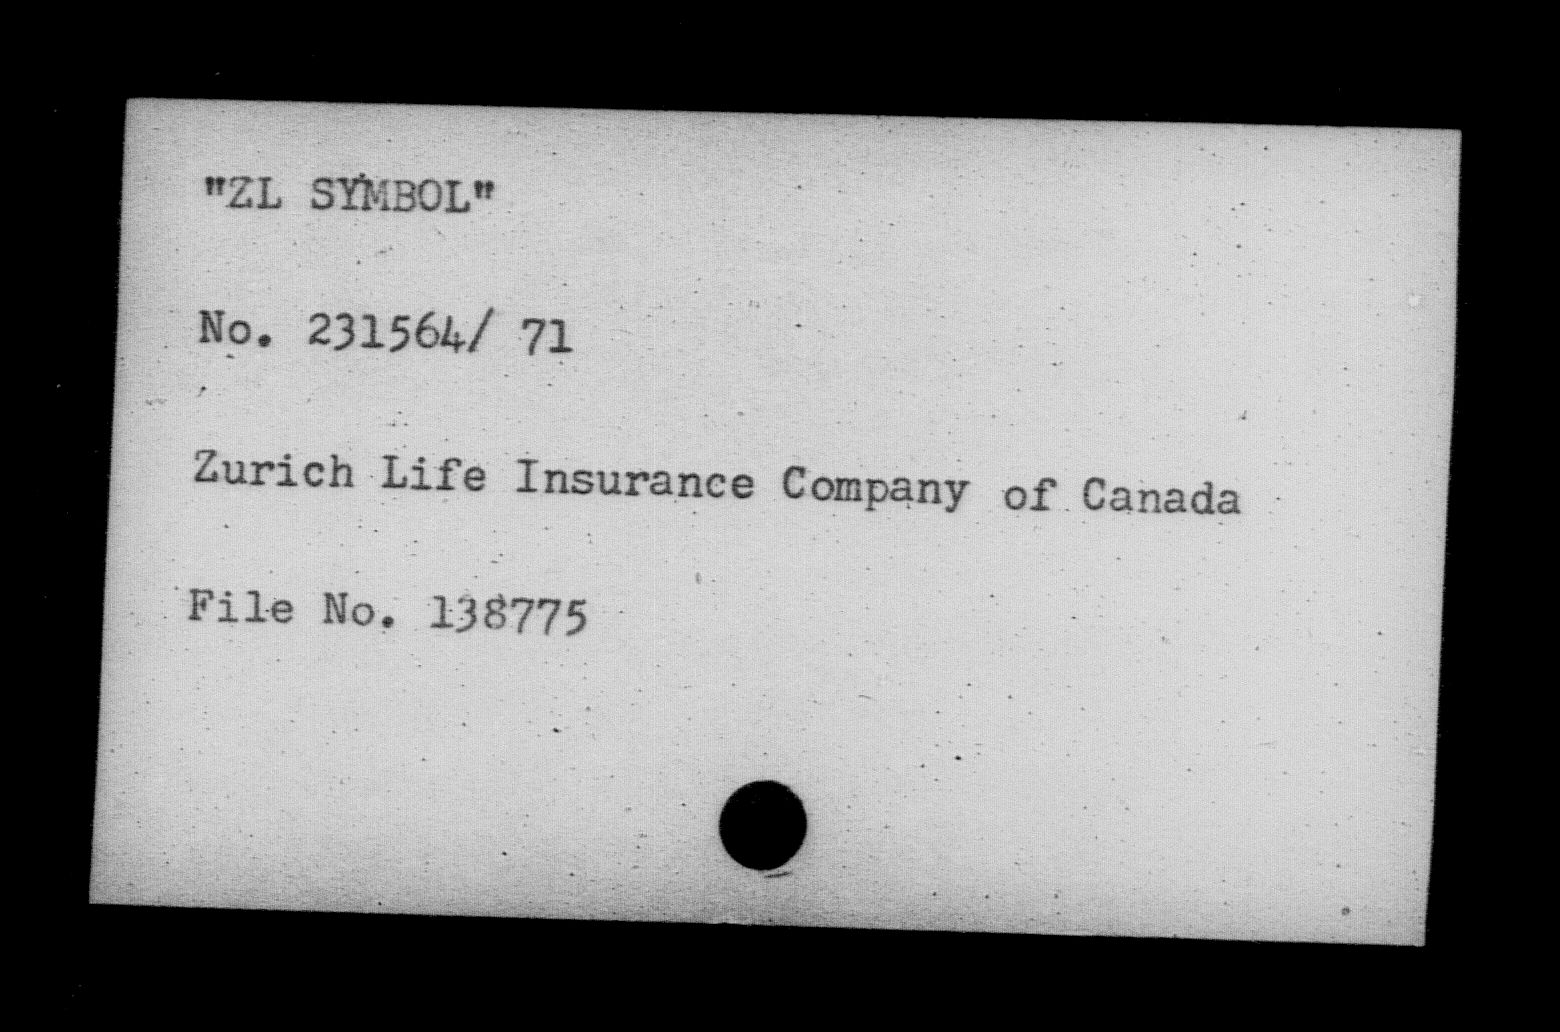 "ZL SYMBOL"
No. 231564/ 71
Zurich Life Insurance Company of Canada
File No. 138775